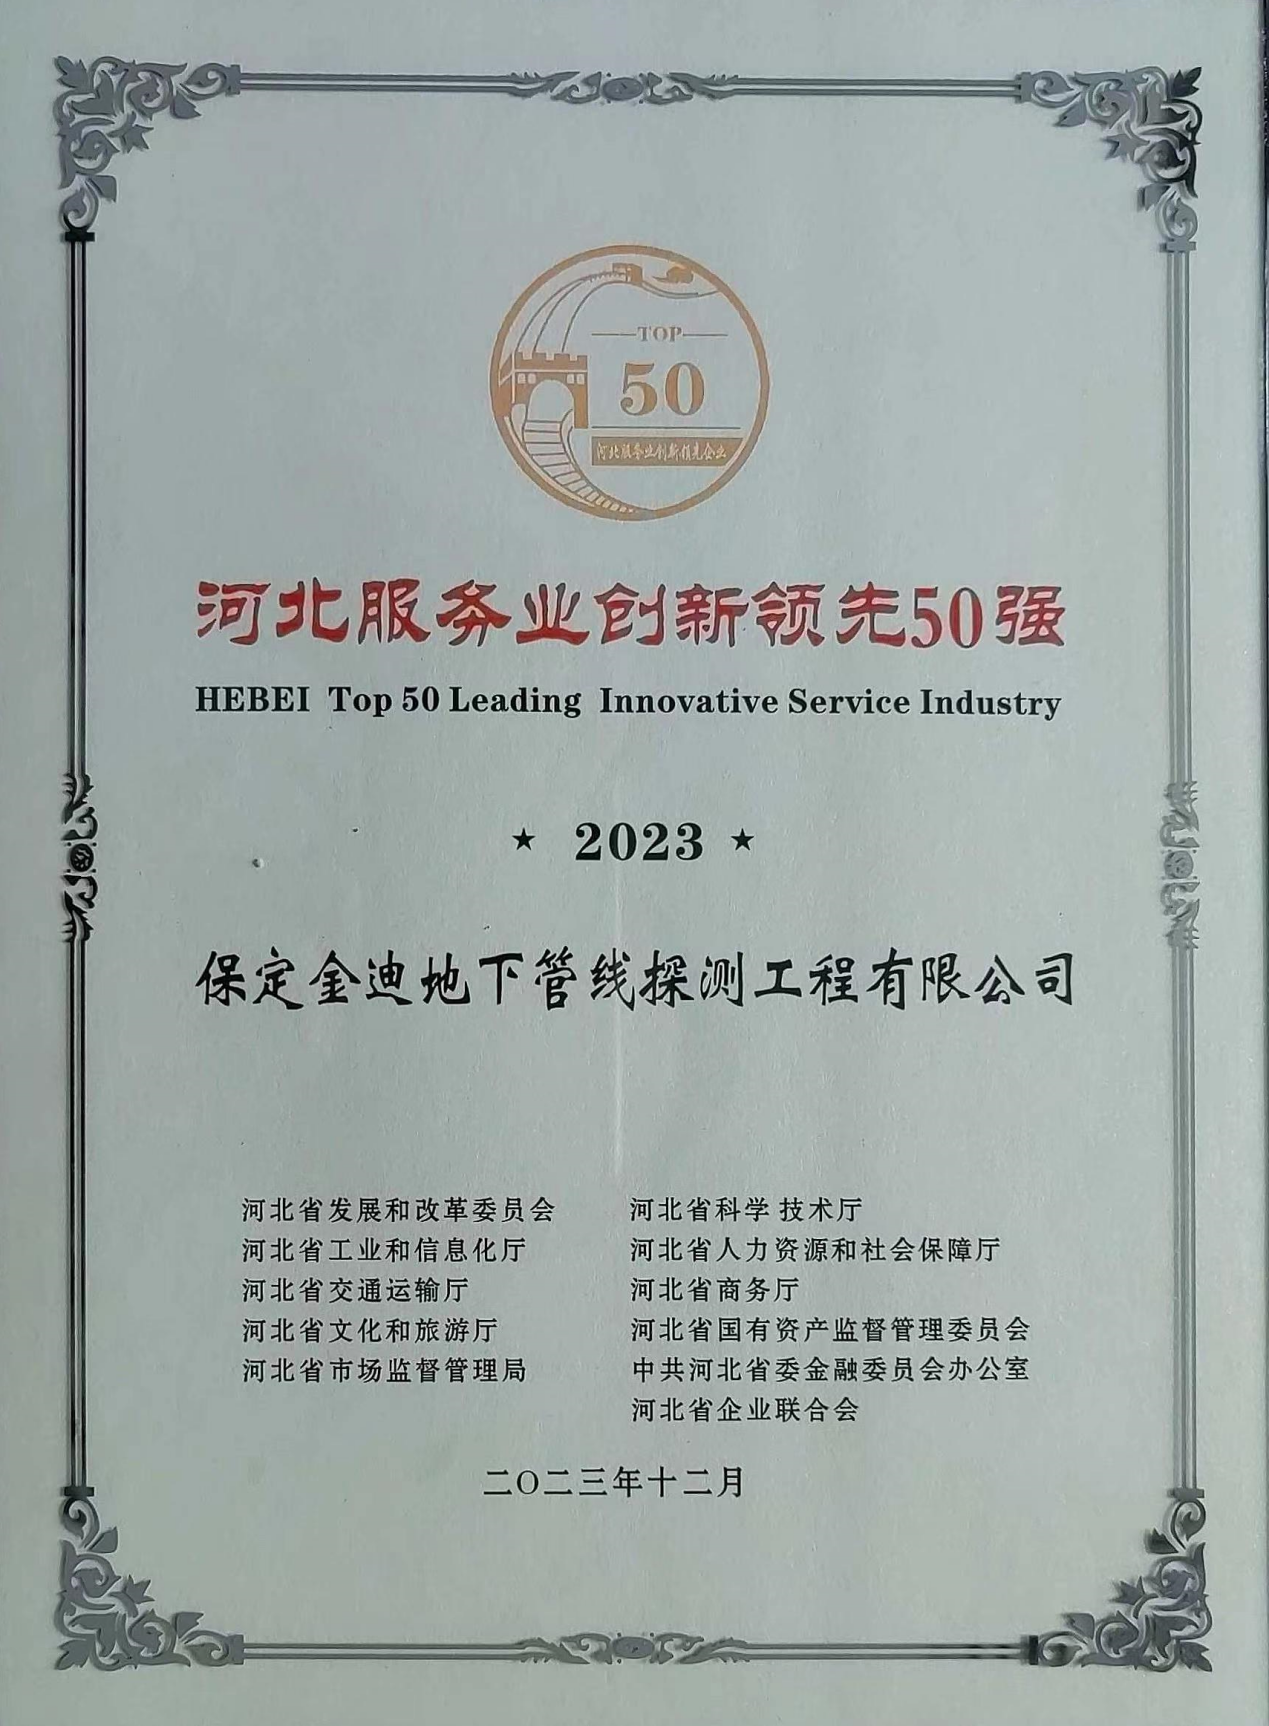 TOP
50
河北服务业创新领先企业
河北服务业创新领先50强
HEBEI Top 50 Leading Innovative Service Industry
★ 2023 ★
保定金迪地下管线探测工程有限公司
河北省发展和改革委员会
河北省工业和信息化厅
河北省交通运输厅
河北省文化和旅游厅
河北省市场监督管理局
河北省科学 技术厅
河北省人力资源和社会保障厅
河北省商务厅
河北省国有资产监督管理委员会
中共河北省委金融委员会办公室
河北省企业联合会
二〇二三年十二月